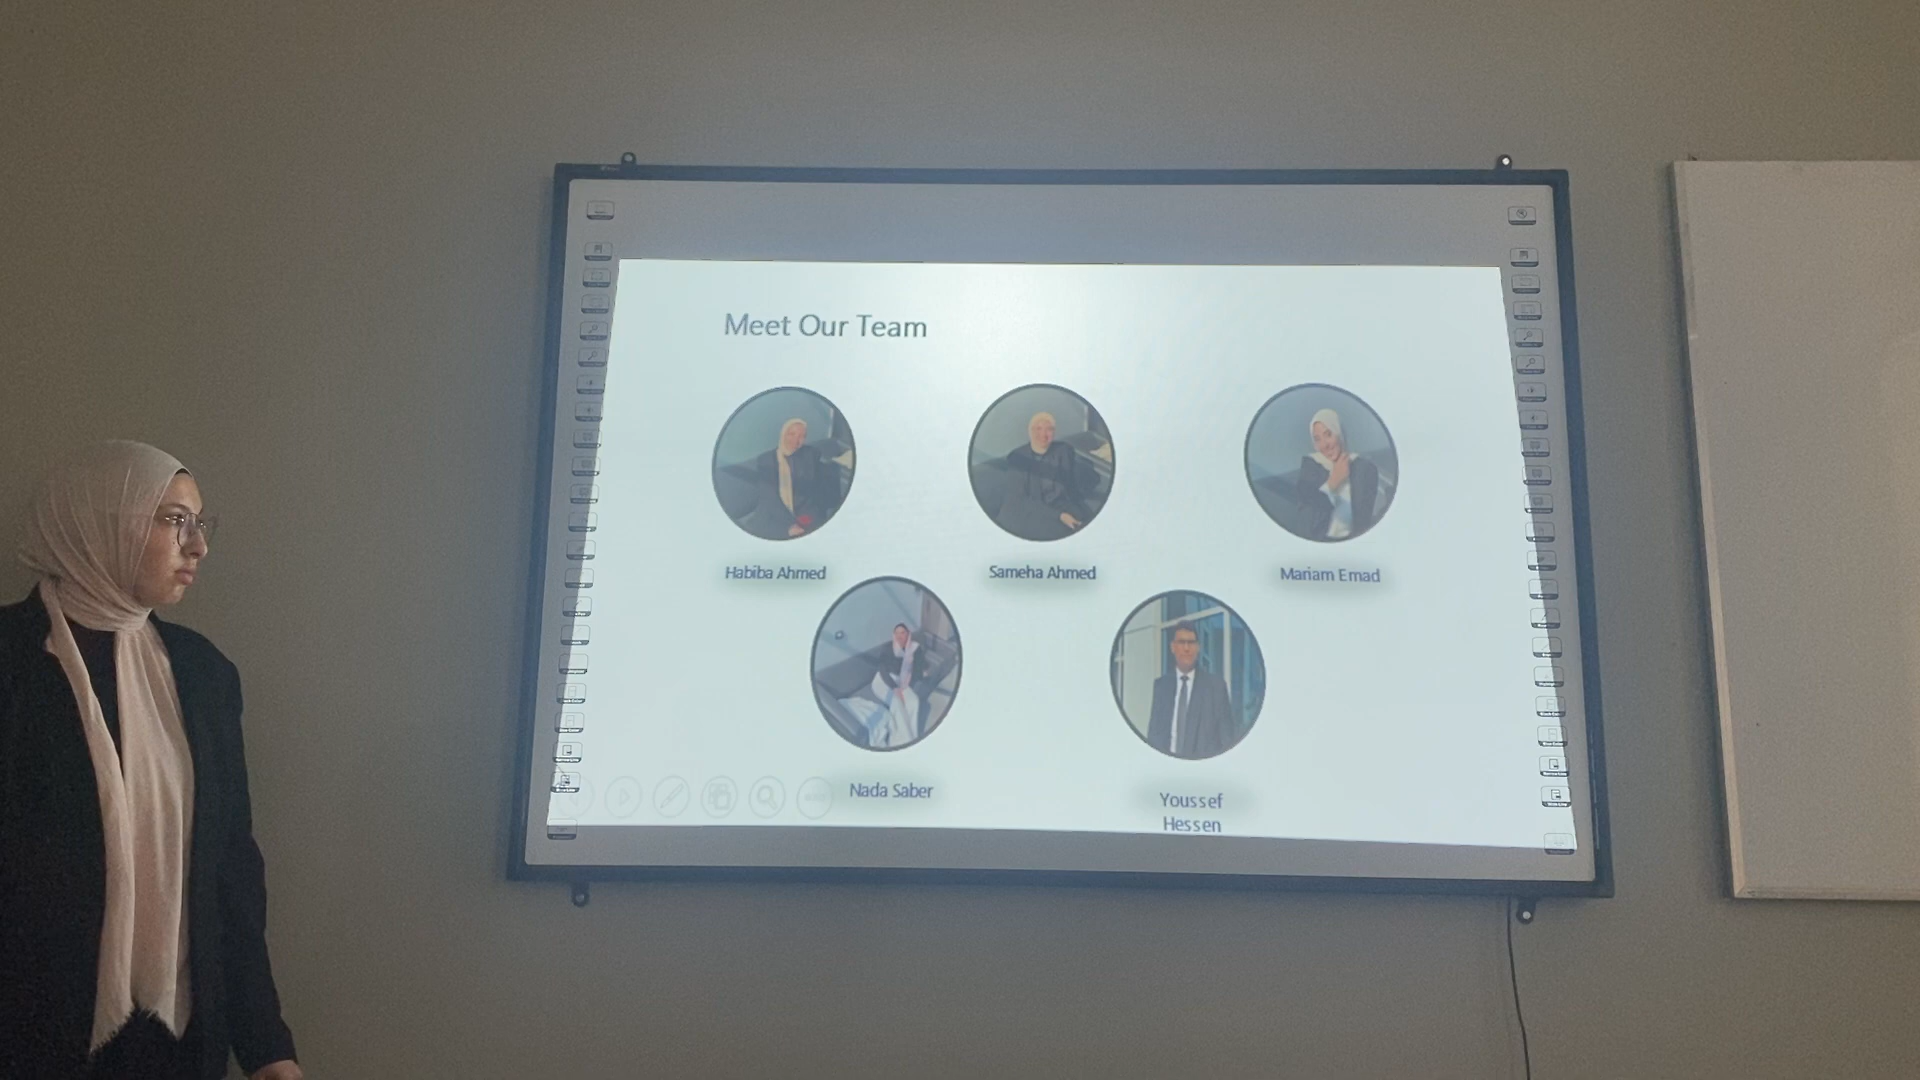 Meet Our Team
Habiba Ahmed
Sameha Ahmed
Mariam Emad
Nada Saber
Youssef
Hessen